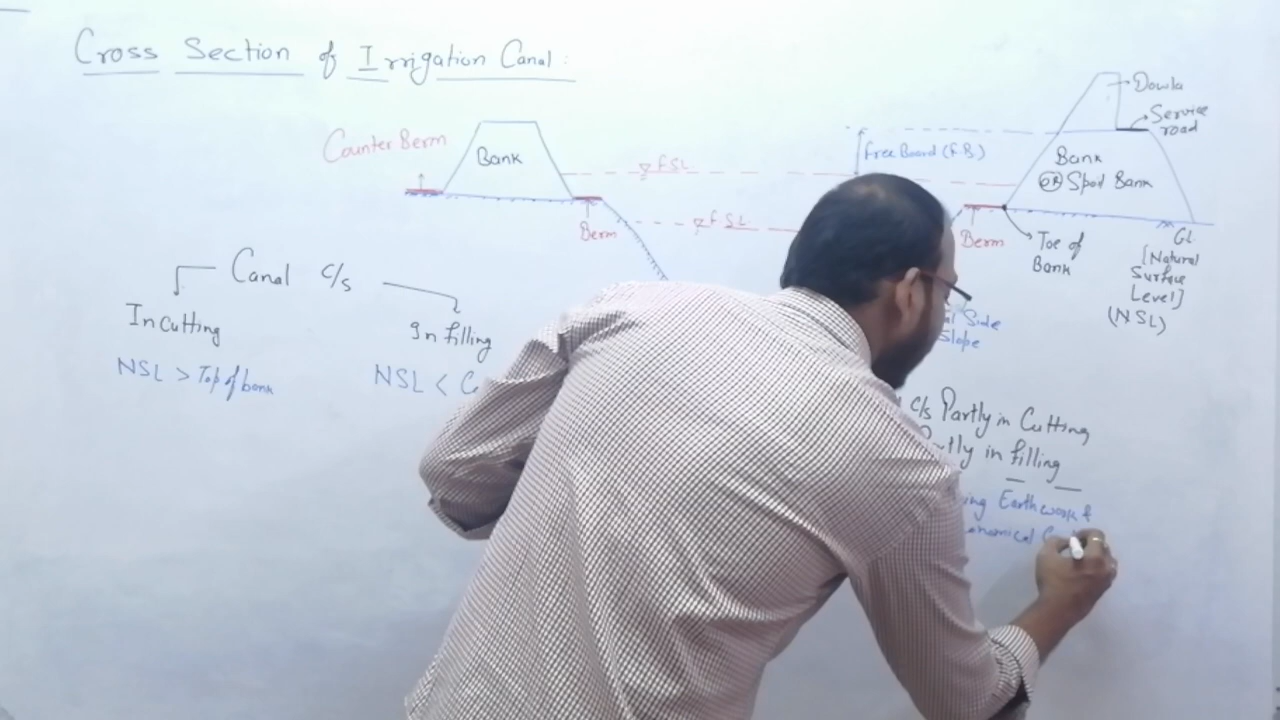 Cross Section of Irrigation Canal :
Dowla
Service
road
Counter Berm
Bank
FSL
Free Board (F.B)
Bank
OR Spoil Bank
Berm
FSL
Berm
Toe of
Bank
GL
[Natural
Surface
Level]
(NSL)
Canal c/s
In cutting
In filling
NSL > Top of bank
NSL <
Side
Slope
c/s Partly in Cutting
in filling
Earthwork &